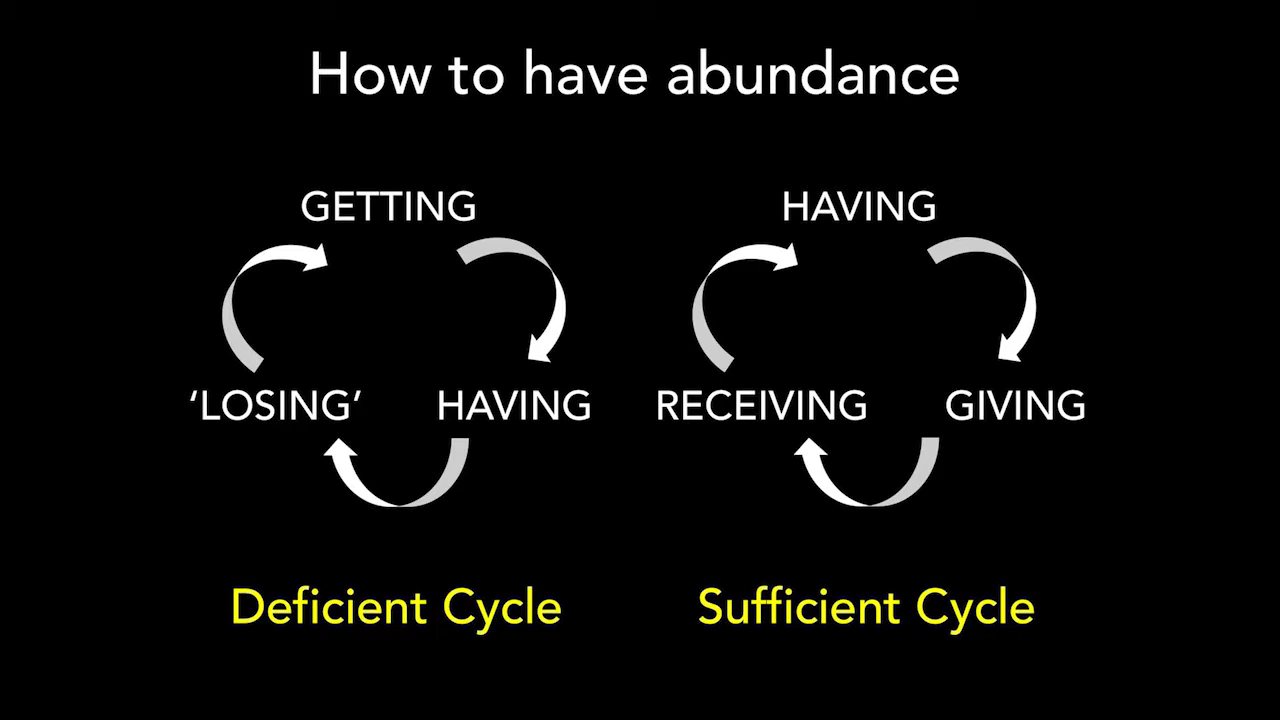 How to have abundance
GETTING
‘LOSING’
HAVING
Deficient Cycle
HAVING
RECEIVING
GIVING
Sufficient Cycle